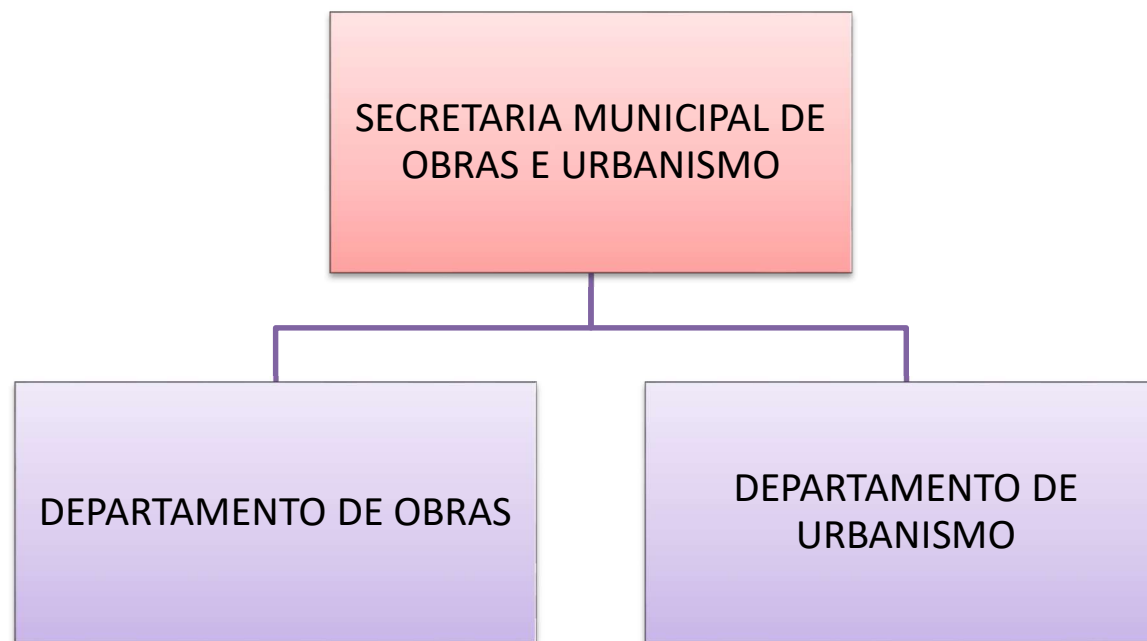 SECRETARIA MUNICIPAL DE
OBRAS E URBANISMO
DEPARTAMENTO DE OBRAS
DEPARTAMENTO DE
URBANISMO